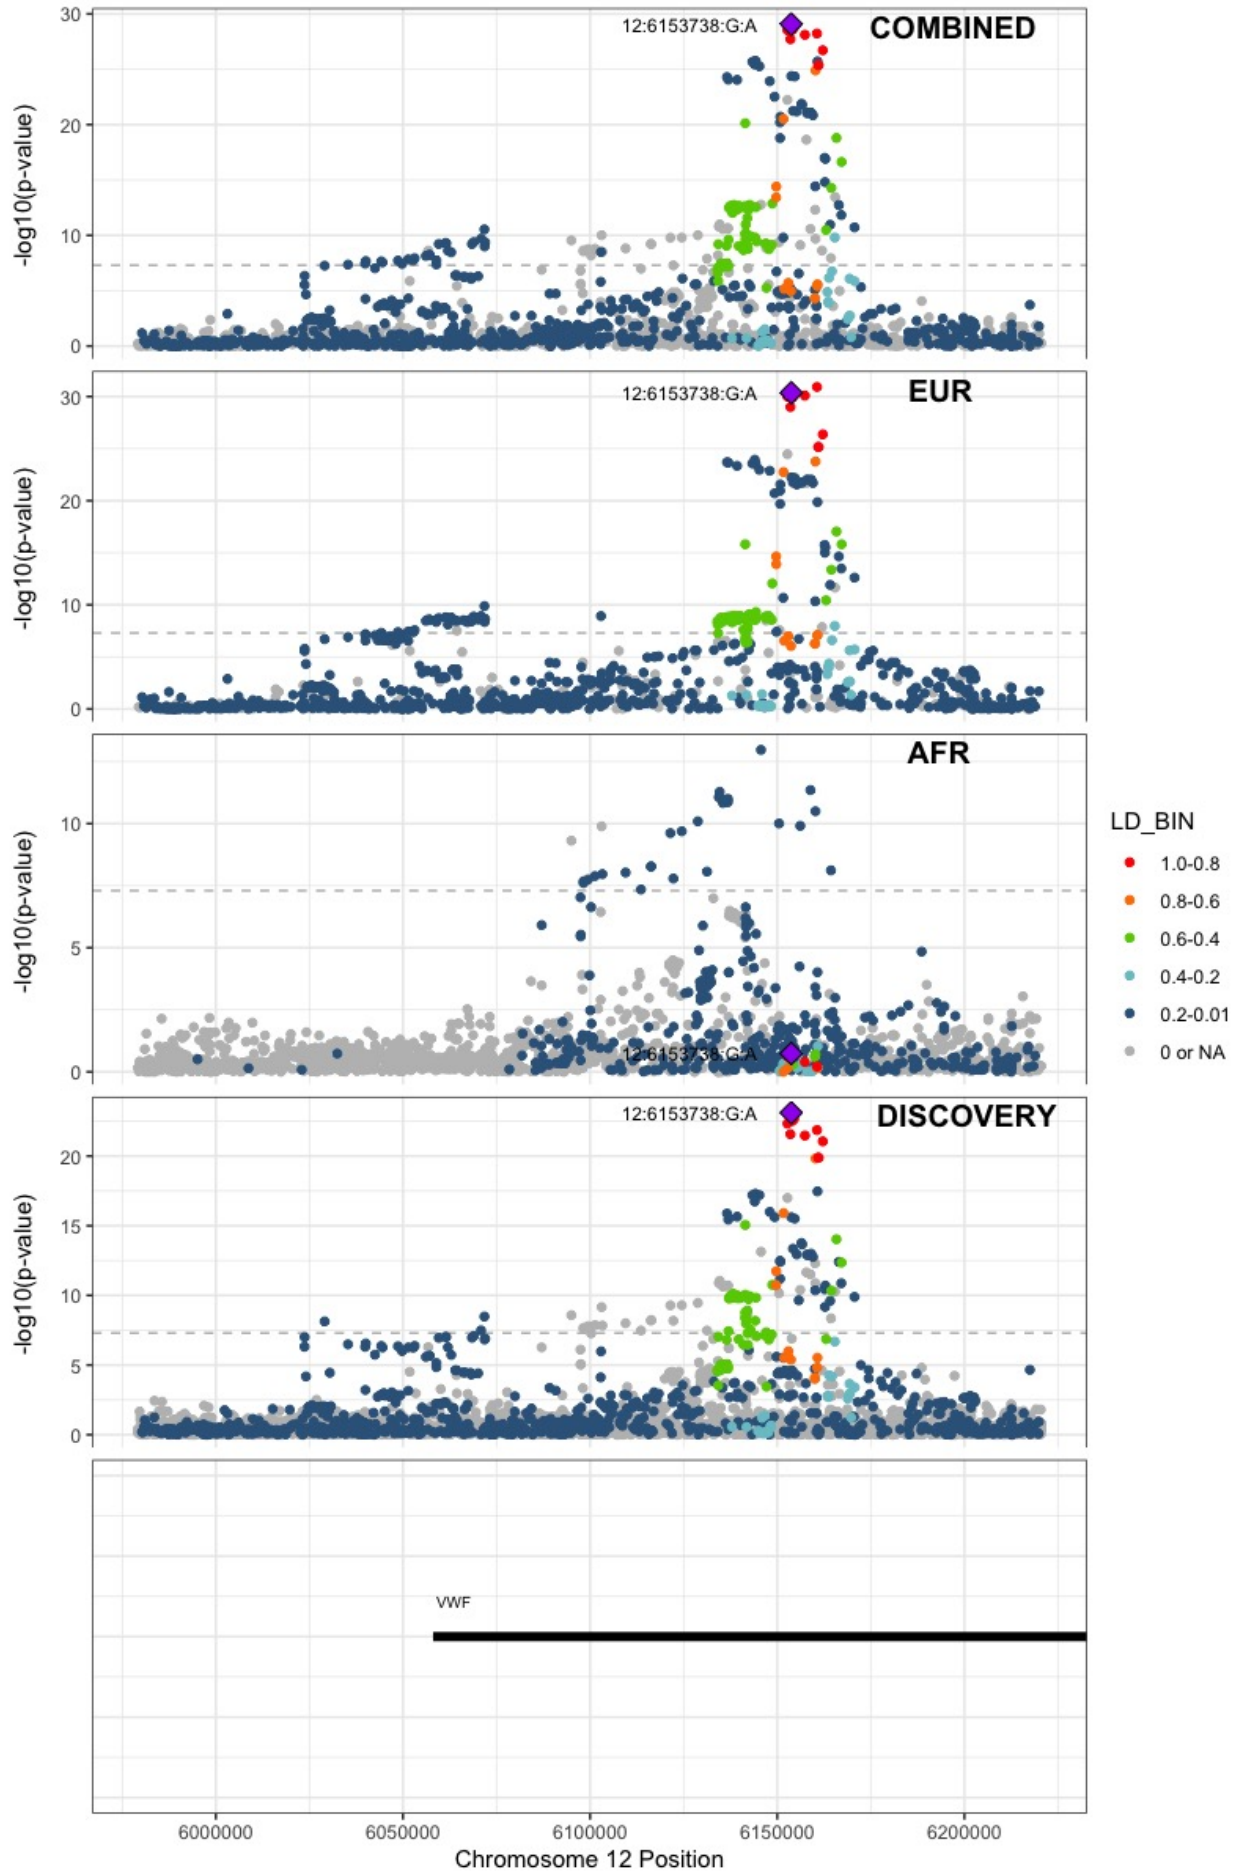 COMBINED
12:6153738:G:A
30
20
10
0
-log10(p-value)
EUR
12:6153738:G:A
30
20
10
0
-log10(p-value)
AFR
10
5
0
12:6153738:G:A
-log10(p-value)
LD_BIN
1.0-0.8
0.8-0.6
0.6-0.4
0.4-0.2
0.2-0.01
0 or NA
DISCOVERY
12:6153738:G:A
20
15
10
5
0
-log10(p-value)
VWF
6000000 6050000 6100000 6150000 6200000
Chromosome 12 Position